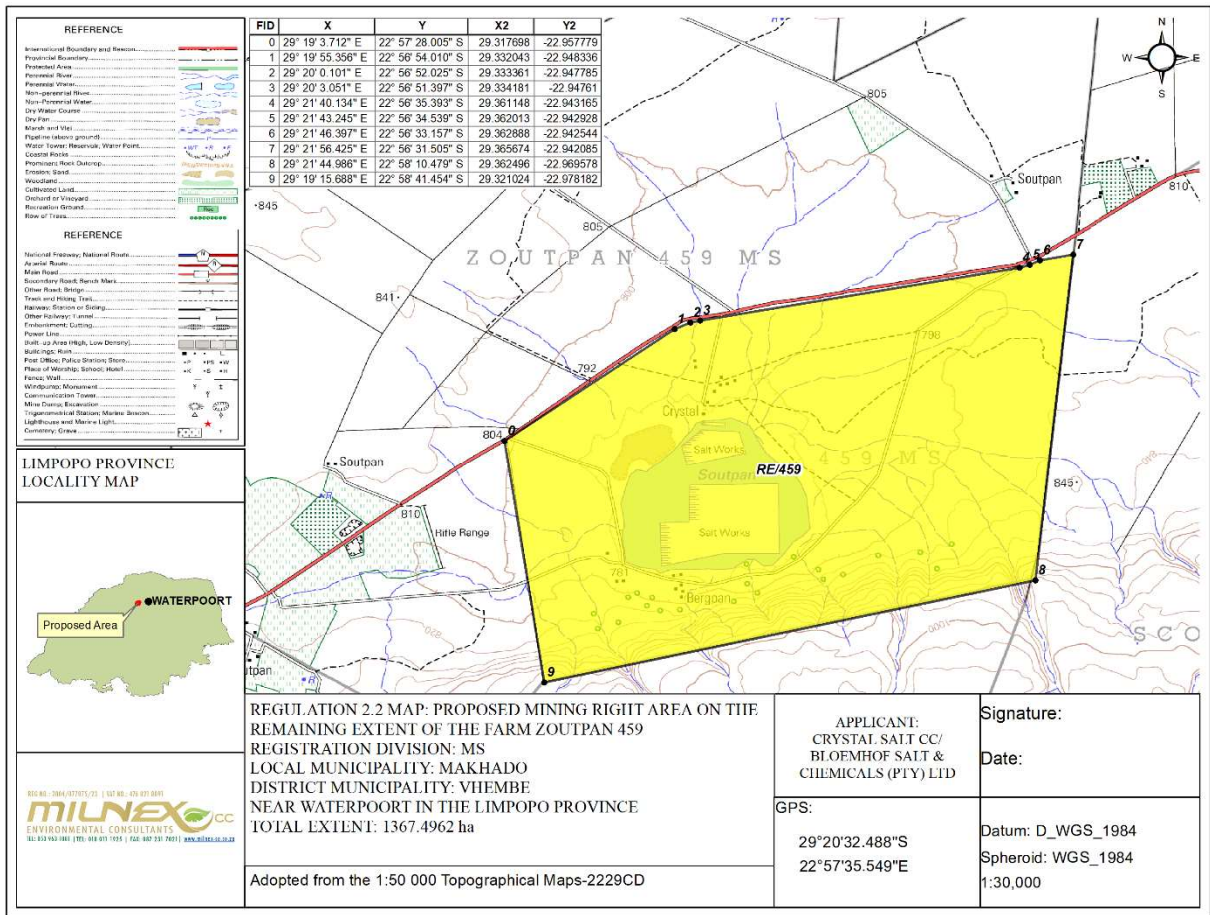 REFERENCE
International Boundary and Beacon
Provincial Boundary
Protected Area
Perennial River
Perennial Water
Non-perennial River
Non-Perennial Water
Dry Water Course
Dry Pan
Marsh and Vlei
Pipeline (above ground)
Water Tower; Reservoir; Water Point
Coastal Rocks
Prominent Rock Outcrop
Erosion; Sand
Woodland
Cultivated Land
Orchard or Vineyard
Recreation Ground
Row of Trees
REFERENCE
National Freeway; National Route
Arterial Route
Main Road
Secondary Road; Bench Mark
Other Road; Bridge
Track and Hiking Trail
Railway; Station or Siding
Other Railway; Tunnel
Embankment; Cutting
Power Line
Built-up Area (High, Low Density)
Buildings; Ruin
Post Office; Police Station; Store
Place of Worship; School; Hotel
Fence; Wall
Windpump; Monument
Communication Tower
Mine Dump; Excavation
Trigonometrical Station; Marine Beacon
Lighthouse and Marine Light
Cemetery; Grave
FID X Y X2 Y2
0 29° 19' 3.712" E 22° 57' 28.005" S 29.317698 -22.957779
1 29° 19' 55.356" E 22° 56' 54.010" S 29.332043 -22.948336
2 29° 20' 0.101" E 22° 56' 52.025" S 29.333361 -22.947785
3 29° 20' 3.051" E 22° 56' 51.397" S 29.334181 -22.94761
4 29° 21' 40.134" E 22° 56' 35.393" S 29.361148 -22.943165
5 29° 21' 43.245" E 22° 56' 34.539" S 29.362013 -22.942928
6 29° 21' 46.397" E 22° 56' 33.157" S 29.362888 -22.942544
7 29° 21' 56.425" E 22° 56' 31.505" S 29.365674 -22.942085
8 29° 21' 44.986" E 22° 58' 10.479" S 29.362496 -22.969578
9 29° 19' 15.688" E 22° 58' 41.454" S 29.321024 -22.978182
N
W E
S
805
845
Soutpan
810
805
ZOUTPAN 459 MS
800
841
4 5 6 7
1 2 3
798
792
Crystal
804 0
Salt Works
459 MS
Soutpan
RE/459
Soutpan
845
810
Rifle Range
Salt Works
781
8
Bergpan
820
1000
SCO
utpan
9
LIMPOPO PROVINCE
LOCALITY MAP
WATERPOORT
Proposed Area
MILNEX CC
ENVIRONMENTAL CONSULTANTS
REGULATION 2.2 MAP: PROPOSED MINING RIGHT AREA ON THE
REMAINING EXTENT OF THE FARM ZOUTPAN 459
REGISTRATION DIVISION: MS
LOCAL MUNICIPALITY: MAKHADO
DISTRICT MUNICIPALITY: VHEMBE
NEAR WATERPOORT IN THE LIMPOPO PROVINCE
TOTAL EXTENT: 1367.4962 ha
Adopted from the 1:50 000 Topographical Maps-2229CD
APPLICANT:
CRYSTAL SALT CC/
BLOEMHOF SALT &
CHEMICALS (PTY) LTD
GPS:
29°20'32.488"S
22°57'35.549"E
Signature:
Date:
Datum: D_WGS_1984
Spheroid: WGS_1984
1:30,000